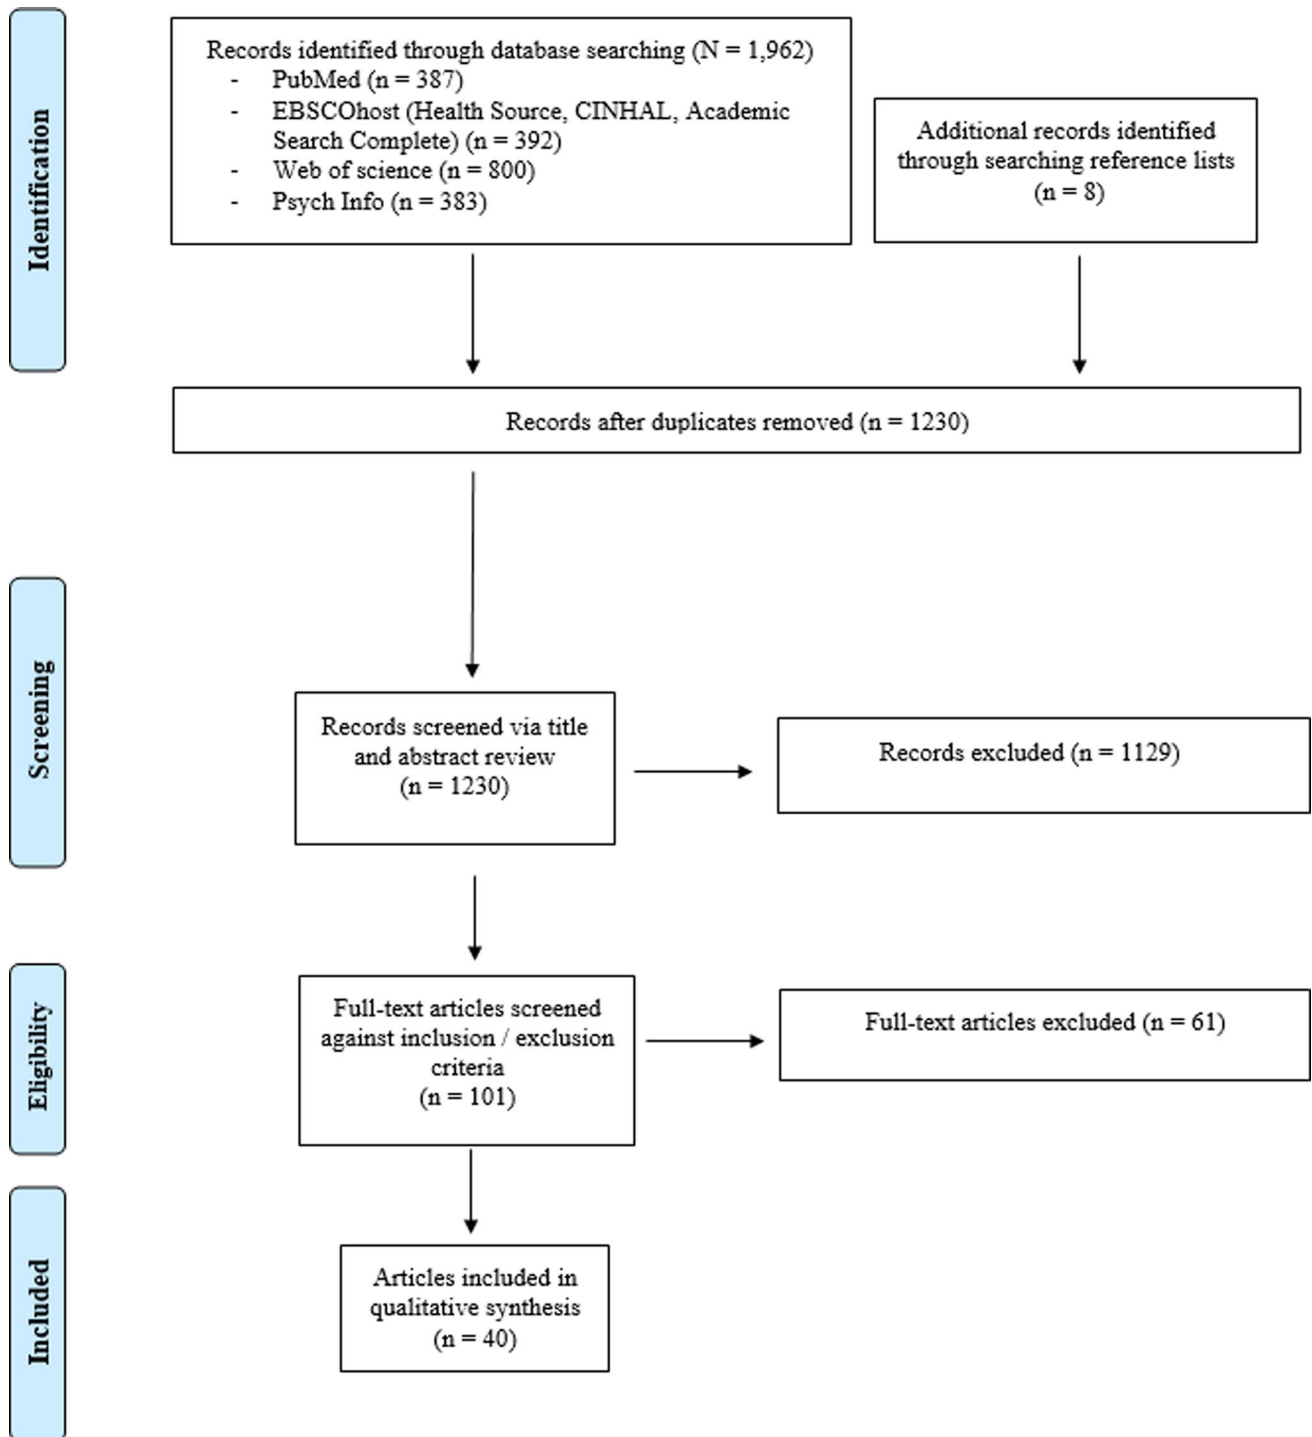 Identification
Records identified through database searching (N = 1,962)
- PubMed (n = 387)
- EBSCOhost (Health Source, CINHAL, Academic
Search Complete) (n = 392)
- Web of science (n = 800)
- Psych Info (n = 383)
Additional records identified
through searching reference lists
(n = 8)
Records after duplicates removed (n = 1230)
Screening
Records screened via title
and abstract review
(n = 1230)
Records excluded (n = 1129)
Eligibility
Full-text articles screened
against inclusion / exclusion
criteria
(n = 101)
Full-text articles excluded (n = 61)
Included
Articles included in
qualitative synthesis
(n = 40)